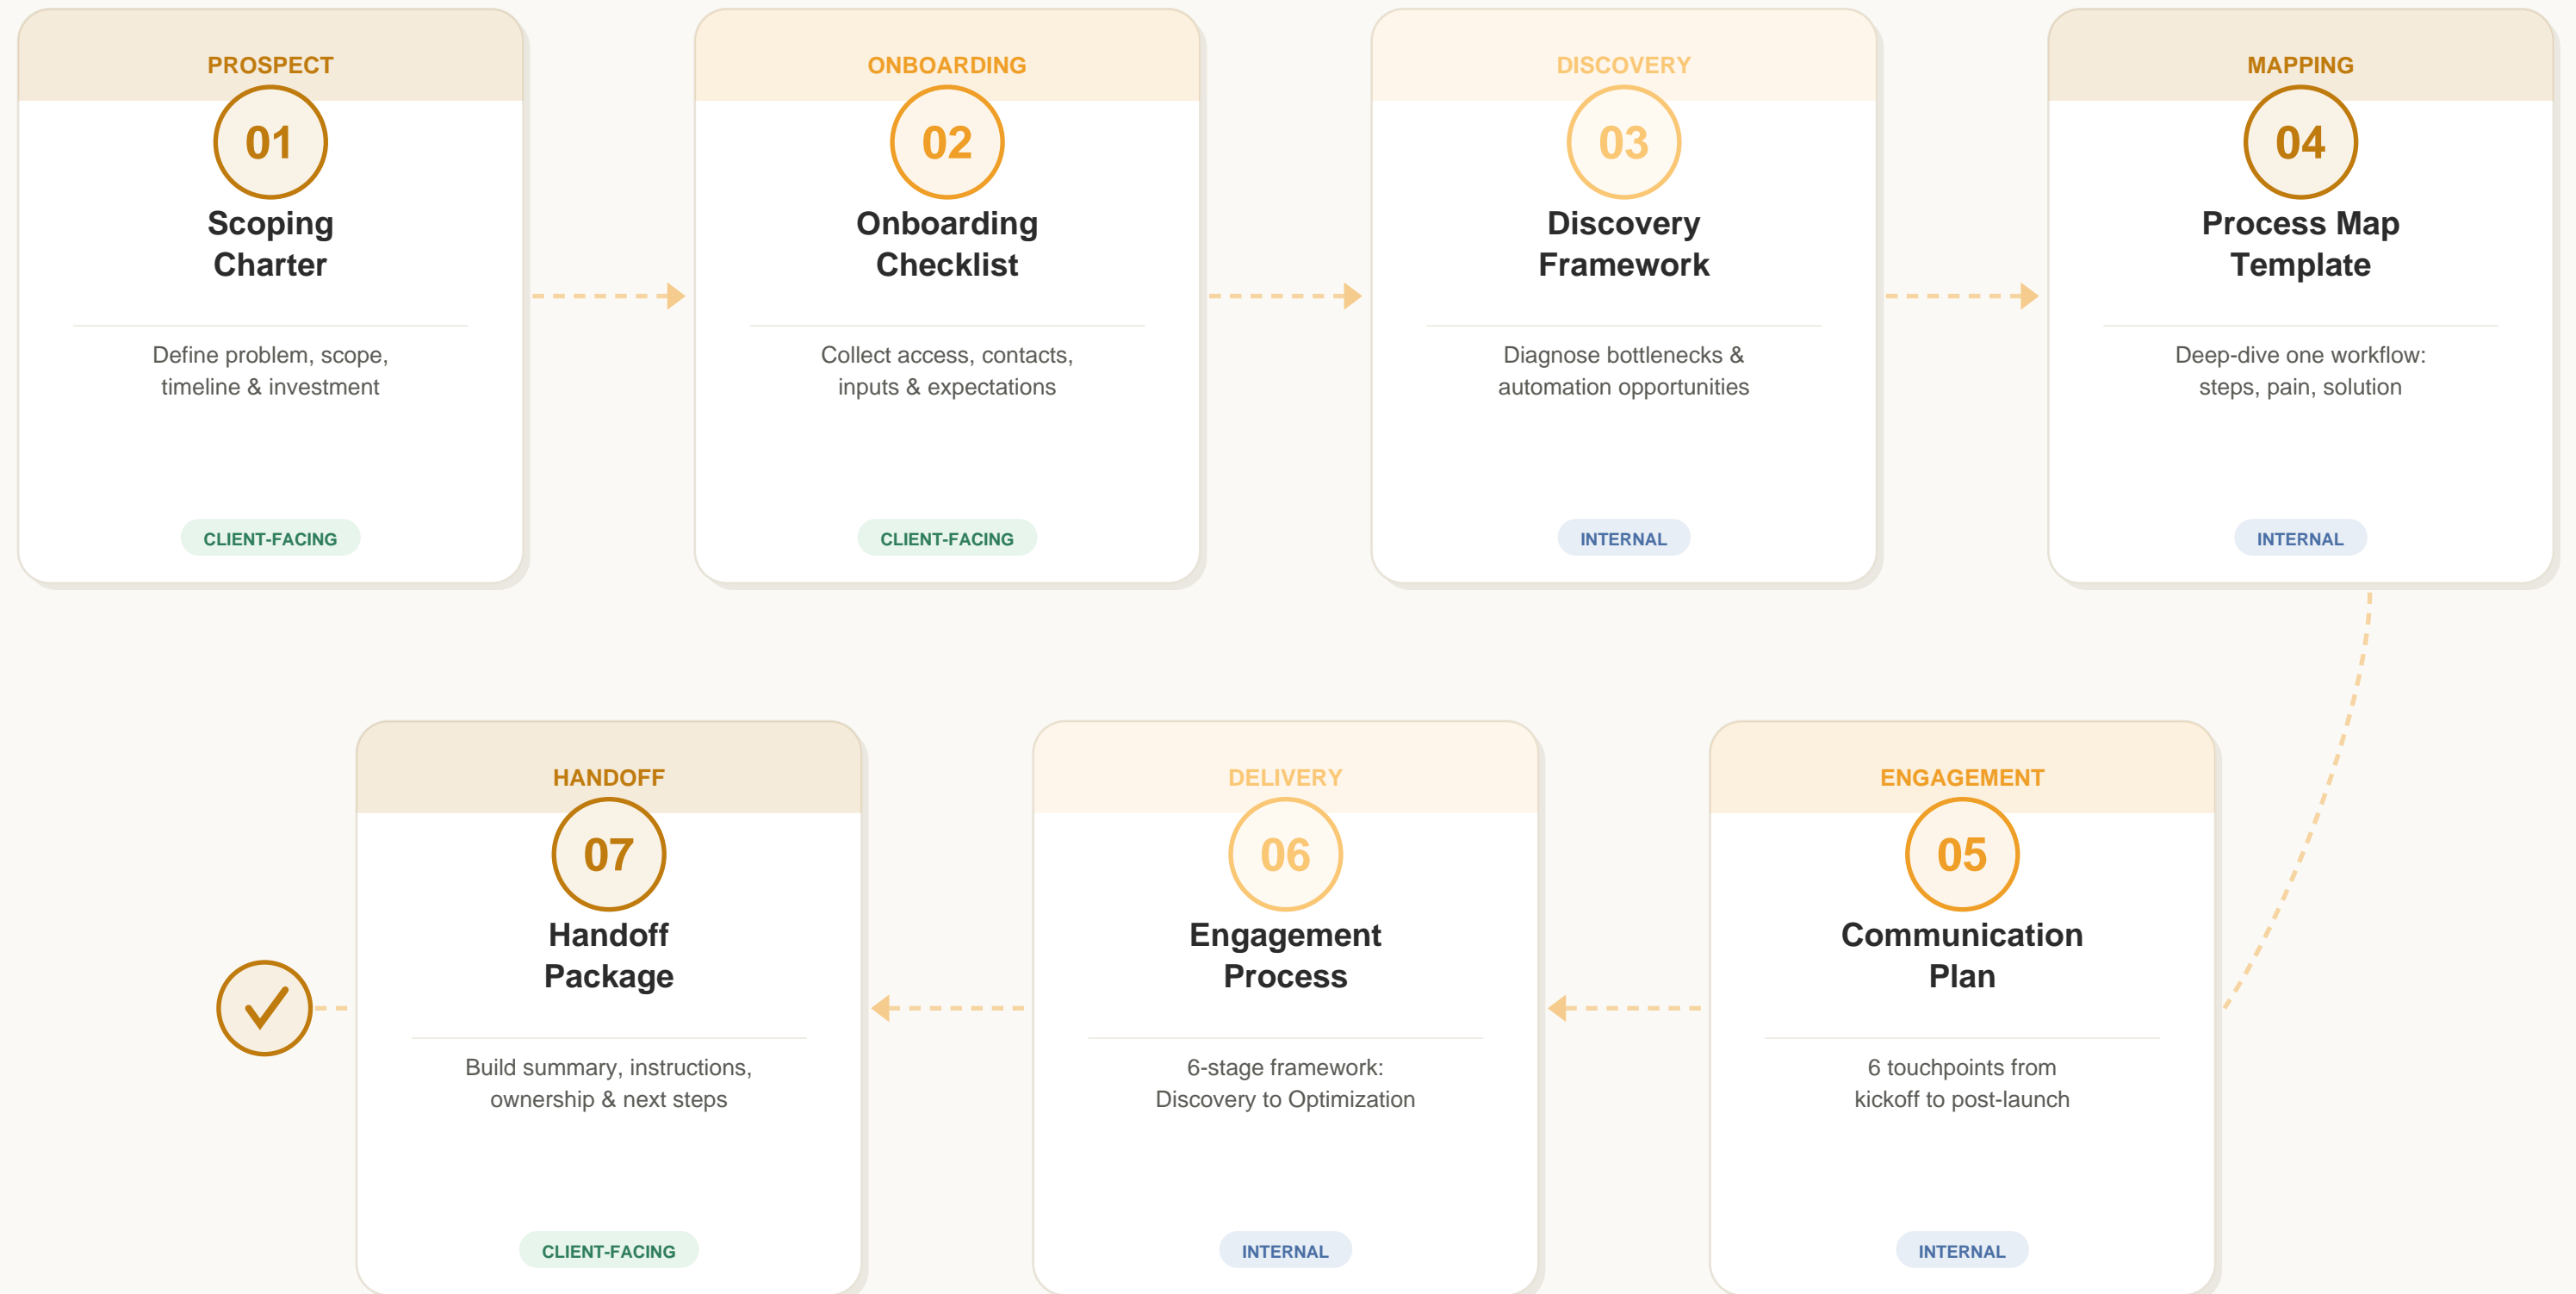 PROSPECT
01
Scoping
Charter
Define problem, scope,
timeline & investment
CLIENT-FACING
ONBOARDING
02
Onboarding
Checklist
Collect access, contacts,
inputs & expectations
CLIENT-FACING
DISCOVERY
03
Discovery
Framework
Diagnose bottlenecks &
automation opportunities
INTERNAL
MAPPING
04
Process Map
Template
Deep-dive one workflow:
steps, pain, solution
INTERNAL
ENGAGEMENT
05
Communication
Plan
6 touchpoints from
kickoff to post-launch
INTERNAL
DELIVERY
06
Engagement
Process
6-stage framework:
Discovery to Optimization
INTERNAL
HANDOFF
07
Handoff
Package
Build summary, instructions,
ownership & next steps
CLIENT-FACING